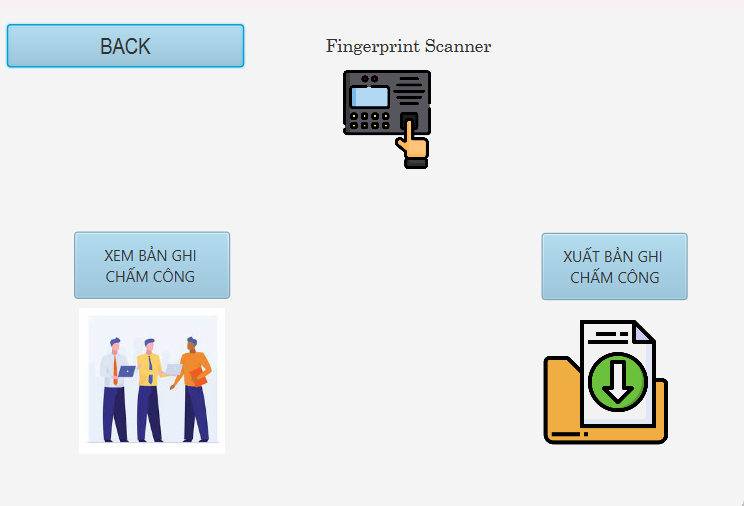 BACK
Fingerprint Scanner
XEM BẢN GHI
CHẤM CÔNG
XUẤT BẢN GHI
CHẤM CÔNG